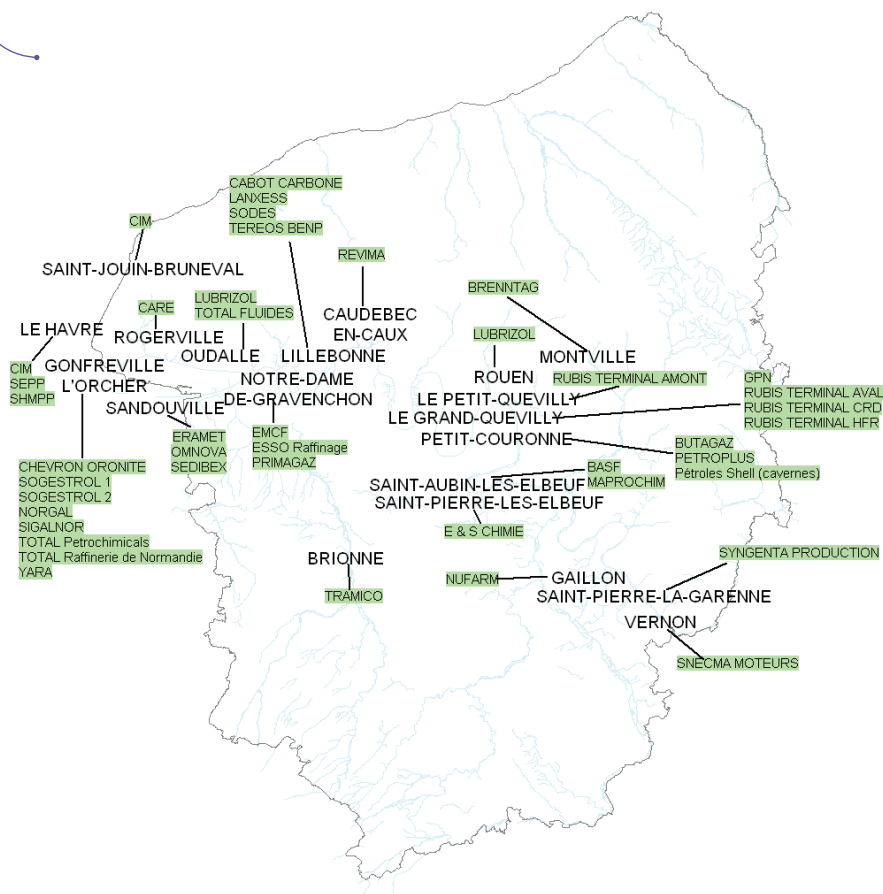 CABOT CARBONE
LANXESS
SODES
TEREOS BENP
CIM
SAINT-JOUIN-BRUNEVAL
REVIMA
CAUDEBEC
EN-CAUX
CARE
ROGERVILLE
LUBRIZOL
TOTAL FLUIDES
OUDALLE
LILLEBONNE
LE HAVRE
CIM
SEPP
SHMPP
GONFREVILLE
L'ORCHER
SANDOUVILLE
NOTRE-DAME
DE-GRAVENCHON
ERAMET
OMNOVA
SEDIBEX
EMCF
ESSO Raffinage
PRIMAGAZ
CHEVRON ORONITE
SOGESTROL 1
SOGESTROL 2
NORGAL
SIGALNOR
TOTAL Petrochimicals
TOTAL Raffinerie de Normandie
YARA
BRENNTAG
MONTVILLE
LUBRIZOL
ROUEN
RUBIS TERMINAL AMONT
LE PETIT-QUEVILLY
LE GRAND-QUEVILLY
GPN
RUBIS TERMINAL AVAL
RUBIS TERMINAL CRD
RUBIS TERMINAL HFR
PETIT-COURONNE
BUTAGAZ
PETROPLUS
Pétroles Shell (cavernes)
SAINT-AUBIN-LES-ELBEUF
BASF
MAPROCHIM
SAINT-PIERRE-LES-ELBEUF
E & S CHIMIE
BRIONNE
TRAMICO
NUFARM
GAILLON
SYNGENTA PRODUCTION
SAINT-PIERRE-LA-GARENNE
VERNON
SNECMA MOTEURS